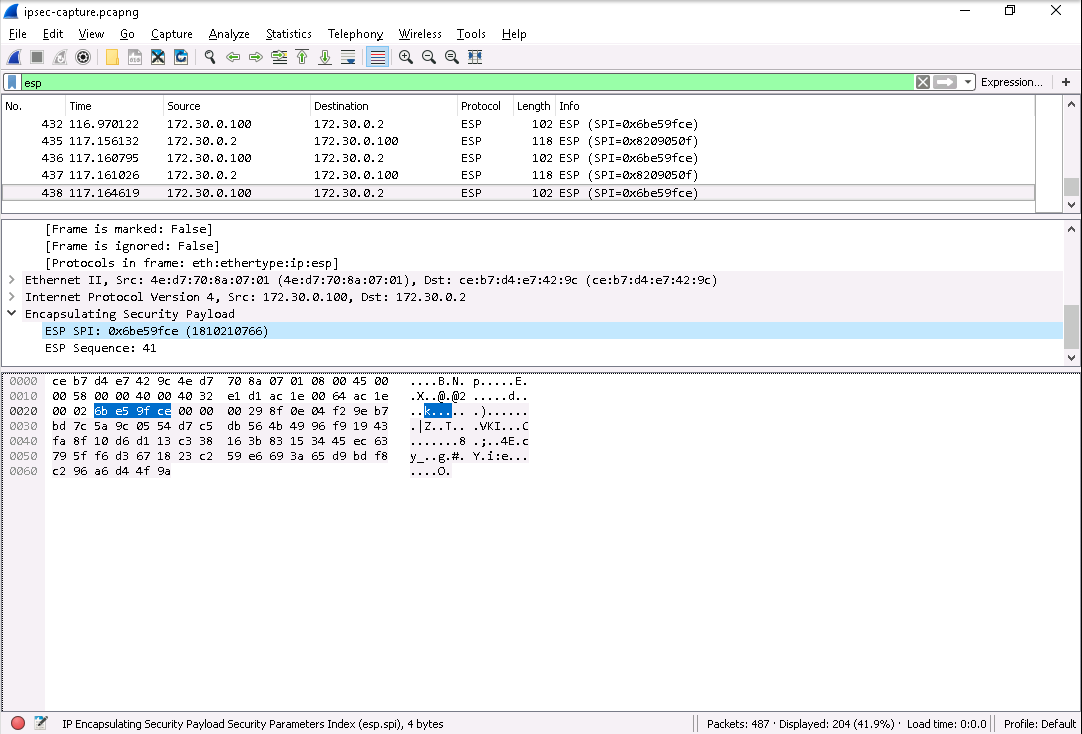 ipsec-capture.pcapng
File Edit View Go Capture Analyze Statistics Telephony Wireless Tools Help
esp Expression... +
No. Time Source Destination Protocol Length Info
432 116.970122 172.30.0.100 172.30.0.2 ESP 102 ESP (SPI=0x6be59fce)
435 117.156132 172.30.0.2 172.30.0.100 ESP 118 ESP (SPI=0x8209050f)
436 117.160795 172.30.0.100 172.30.0.2 ESP 102 ESP (SPI=0x6be59fce)
437 117.161026 172.30.0.2 172.30.0.100 ESP 118 ESP (SPI=0x8209050f)
438 117.164619 172.30.0.100 172.30.0.2 ESP 102 ESP (SPI=0x6be59fce)
[Frame is marked: False]
[Frame is ignored: False]
[Protocols in frame: eth:ethertype:ip:esp]
Ethernet II, Src: 4e:d7:70:8a:07:01 (4e:d7:70:8a:07:01), Dst: ce:b7:d4:e7:42:9c (ce:b7:d4:e7:42:9c)
Internet Protocol Version 4, Src: 172.30.0.100, Dst: 172.30.0.2
Encapsulating Security Payload
ESP SPI: 0x6be59fce (1810210766)
ESP Sequence: 41
0000 ce b7 d4 e7 42 9c 4e d7 70 8a 07 01 08 00 45 00 ....B.N. p.....E.
0010 00 58 00 00 40 00 40 32 e1 d1 ac 1e 00 64 ac 1e .X..@.@2 .....d..
0020 00 02 6b e5 9f ce 00 00 00 29 8f 0e 04 f2 9e b7 ..k..... .)......
0030 bd 7c 5a 9c 05 54 d7 c5 db 56 4b 49 96 f9 19 43 .|Z..T.. .VKI...C
0040 fa 8f 10 d6 d1 13 c3 38 16 3b 83 15 34 45 ec 63 .......8 .;..4E.c
0050 79 5f f6 d3 67 18 23 c2 59 e6 69 3a 65 d9 bd f8 y_..g.#. Y.i:e...
0060 c2 96 a6 d4 4f 9a ....O.
IP Encapsulating Security Payload Security Parameters Index (esp.spi), 4 bytes Packets: 487 · Displayed: 204 (41.9%) · Load time: 0:0.0 Profile: Default